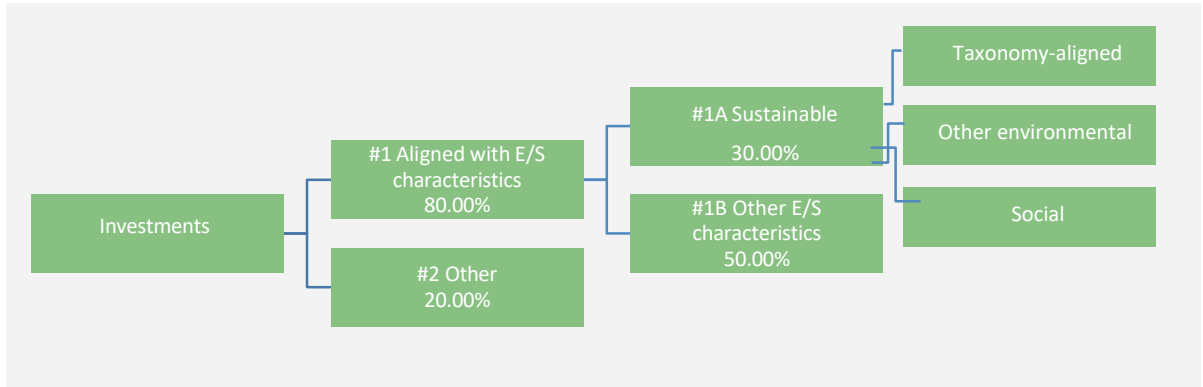 Investments
#1 Aligned with E/S
characteristics
80.00%
#2 Other
20.00%
#1A Sustainable
30.00%
#1B Other E/S
characteristics
50.00%
Taxonomy-aligned
Other environmental
Social